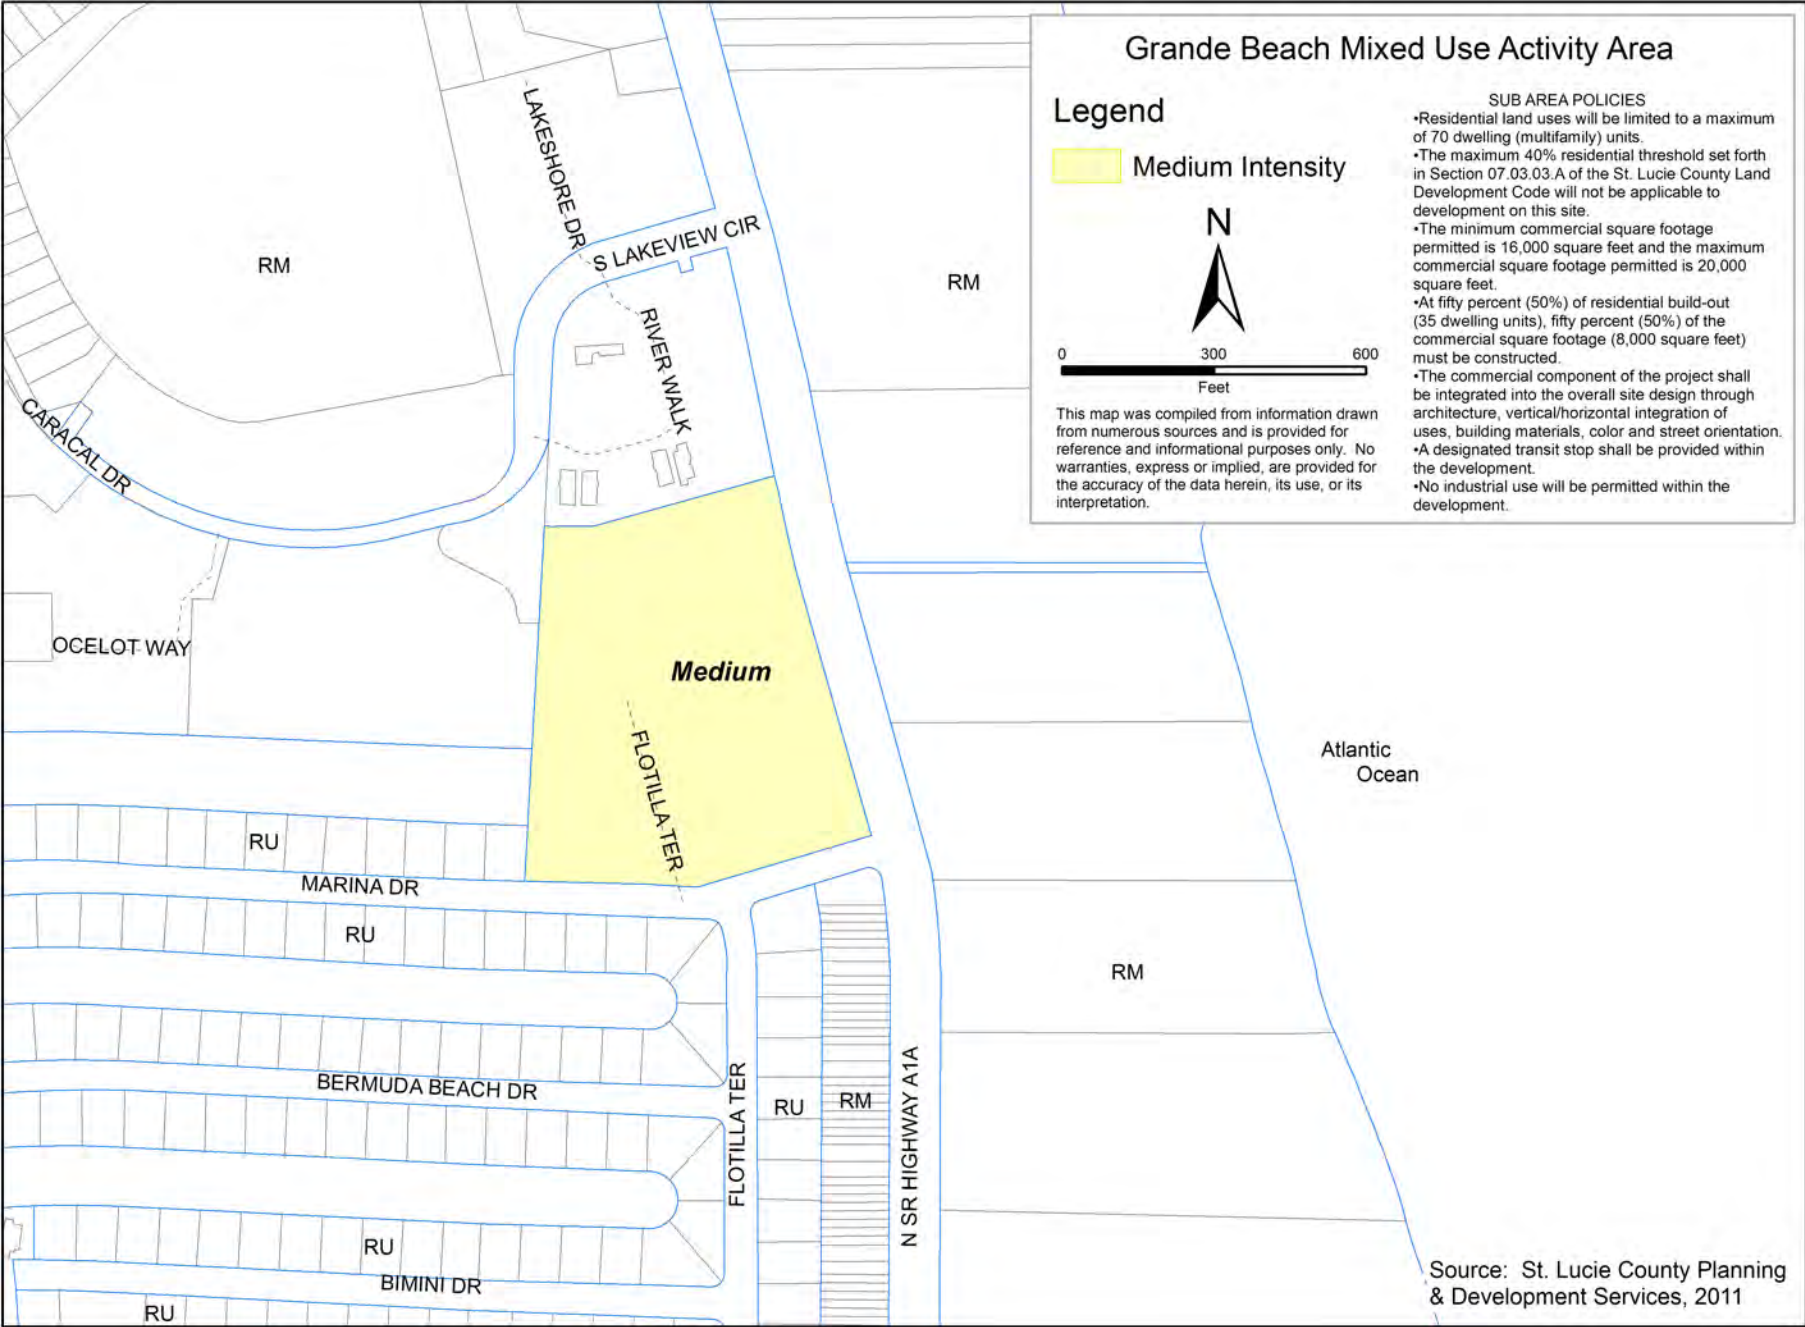 Grande Beach Mixed Use Activity Area
Legend
Medium Intensity
N
0 300 600
Feet
This map was compiled from information drawn
from numerous sources and is provided for
reference and informational purposes only. No
warranties, express or implied, are provided for
the accuracy of the data herein, its use, or its
interpretation.
SUB AREA POLICIES
•Residential land uses will be limited to a maximum
of 70 dwelling (multifamily) units.
•The maximum 40% residential threshold set forth
in Section 07.03.03.A of the St. Lucie County Land
Development Code will not be applicable to
development on this site.
•The minimum commercial square footage
permitted is 16,000 square feet and the maximum
commercial square footage permitted is 20,000
square feet.
•At fifty percent (50%) of residential build-out
(35 dwelling units), fifty percent (50%) of the
commercial square footage (8,000 square feet)
must be constructed.
•The commercial component of the project shall
be integrated into the overall site design through
architecture, vertical/horizontal integration of
uses, building materials, color and street orientation.
•A designated transit stop shall be provided within
the development.
•No industrial use will be permitted within the
development.
LAKESHORE DR
S LAKEVIEW CIR
RM
RM
RIVER WALK
CARACAL DR
OCELOT WAY
Medium
FLOTILLA TER
Atlantic
Ocean
RU
MARINA DR
RU
RM
BERMUDA BEACH DR
FLOTILLA TER
RU
RM
N SR HIGHWAY A1A
RU
BIMINI DR
RU
Source: St. Lucie County Planning
& Development Services, 2011